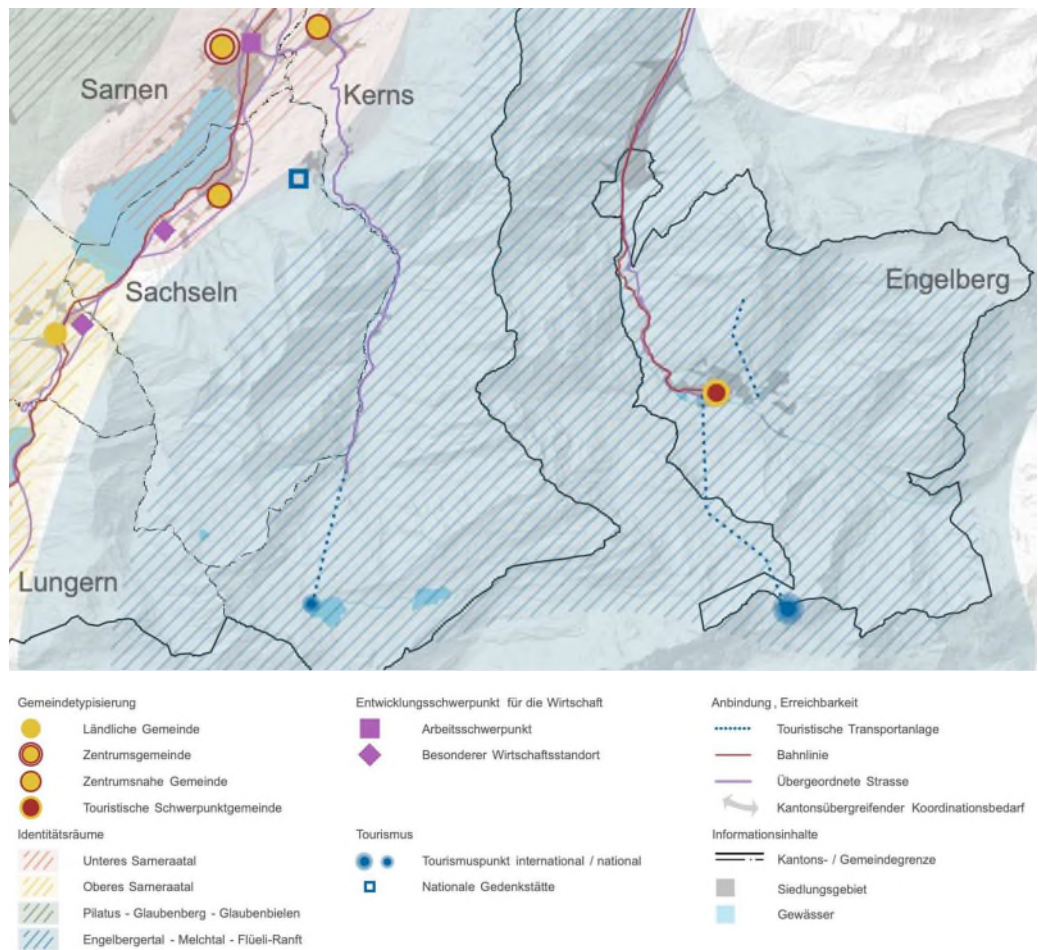 Sarnen
Kerns
Sachseln
Engelberg
Lungern
Gemeindetypisierung
Ländliche Gemeinde
Zentrumsgemeinde
Zentrumsnahe Gemeinde
Touristische Schwerpunktgemeinde
Identitätsräume
Unteres Sarneraatal
Oberes Sarneraatal
Pilatus - Glaubenberg - Glaubenbielen
Engelbergertal - Melchtal - Flüeli-Ranft
Entwicklungsschwerpunkt für die Wirtschaft
Arbeitsschwerpunkt
Besonderer Wirtschaftsstandort
Tourismus
Tourismuspunkt international / national
Nationale Gedenkstätte
Anbindung, Erreichbarkeit
Touristische Transportanlage
Bahnlinie
Übergeordnete Strasse
Kantonsübergreifender Koordinationsbedarf
Informationsinhalte
Kantons- / Gemeindegrenze
Siedlungsgebiet
Gewässer